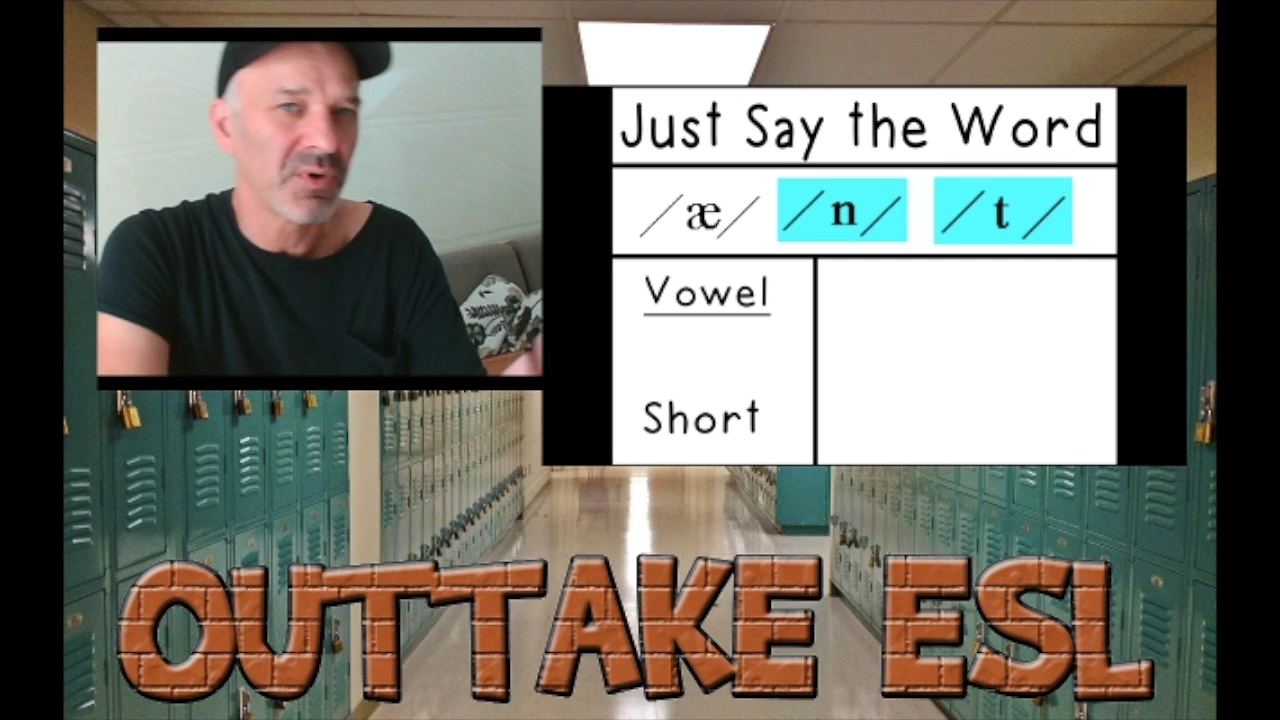 Just Say the Word
/æ/ /n/ /t/
Vowel
Short
OUTTAKE ESL